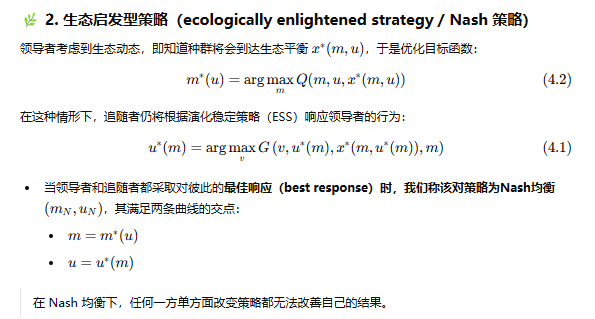 🌿 2. 生态启发型策略（ecologically enlightened strategy / Nash 策略）
领导者考虑到生态动态，即知道种群将会到达生态平衡 x*(m, u)，于是优化目标函数：
m*(u) = arg max_m Q(m, u, x*(m, u)) (4.2)
在这种情形下，追随者仍将根据演化稳定策略（ESS）响应领导者的行为：
u*(m) = arg max_v G (v, u*(m), x*(m, u*(m)), m) (4.1)
• 当领导者和追随者都采取对彼此的最佳响应（best response）时，我们称该对策略为Nash均衡
(m_N, u_N)，其满足两条曲线的交点：
• m = m*(u)
• u = u*(m)
在 Nash 均衡下，任何一方单方面改变策略都无法改善自己的结果。